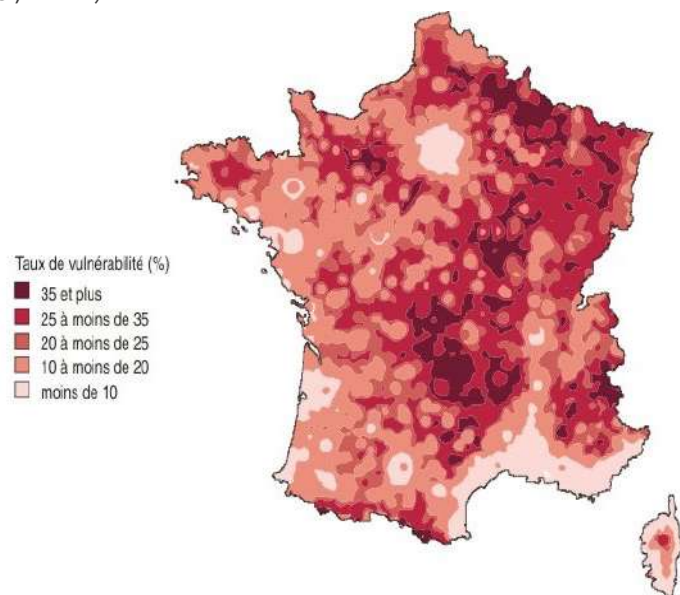 Taux de vulnérabilité (%)
35 et plus
25 à moins de 35
20 à moins de 25
10 à moins de 20
moins de 10